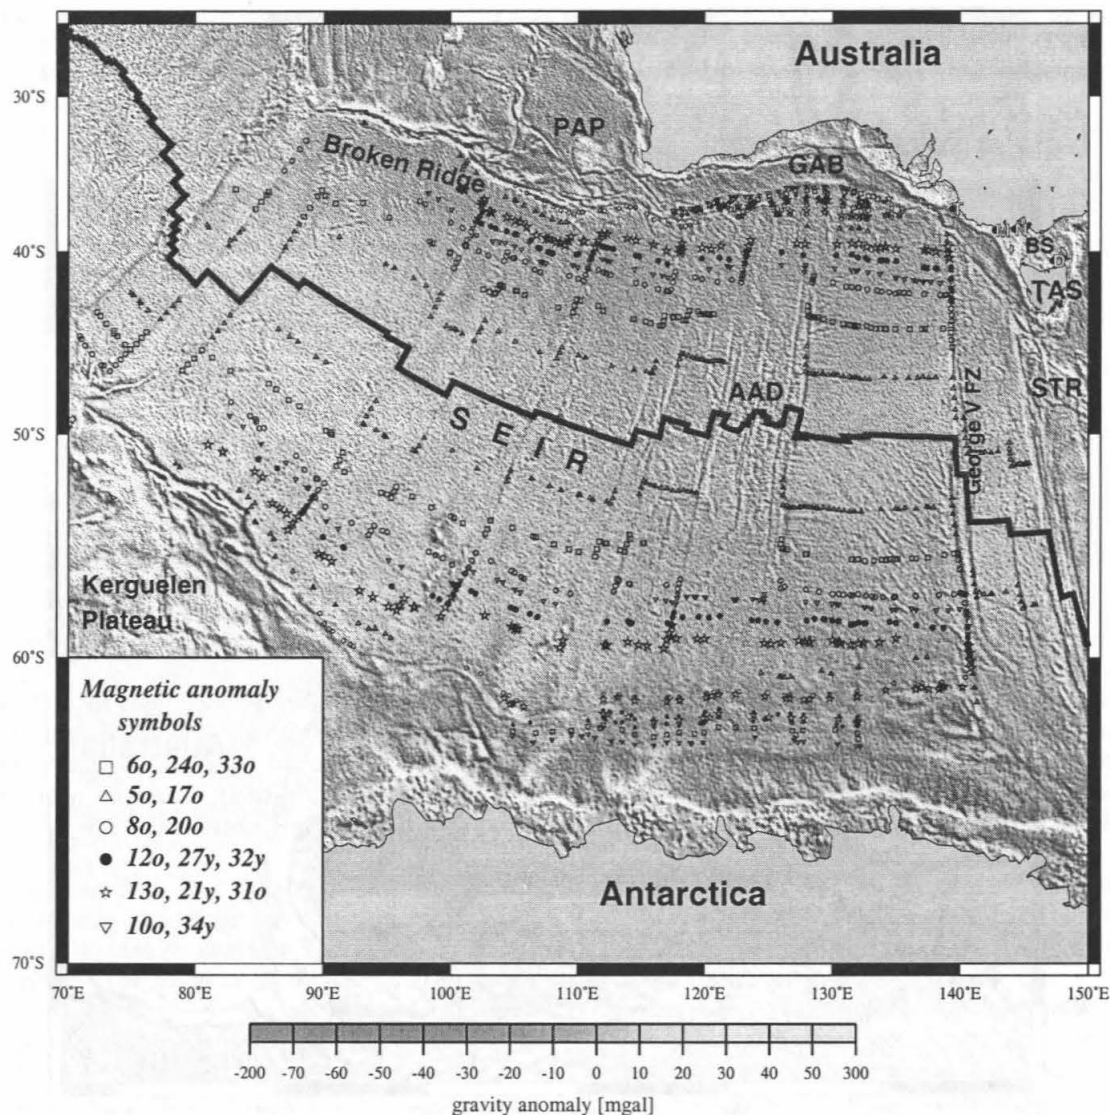 Australia
30°S
PAP
Broken Ridge
GAB
40°S
BS
TAS
AAD
STR
50°S
SEIR
George V FZ
Kerguelen
Plateau
60°S
Magnetic anomaly
symbols
6o, 24o, 33o
5o, 17o
8o, 20o
12o, 27y, 32y
13o, 21y, 31o
10o, 34y
Antarctica
70°S
70°E 80°E 90°E 100°E 110°E 120°E 130°E 140°E 150°E
-200 -70 -60 -50 -40 -30 -20 -10 0 10 20 30 40 50 300
gravity anomaly [mgal]